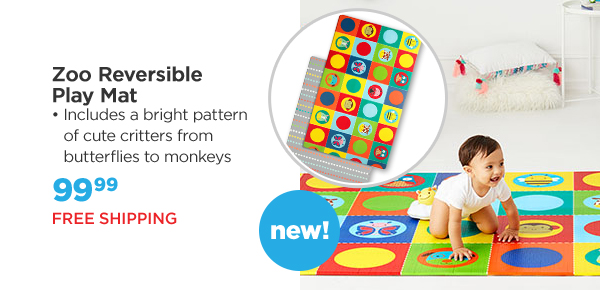 Zoo Reversible
Play Mat
• Includes a bright pattern
of cute critters from
butterflies to monkeys
99⁹⁹
FREE SHIPPING
new!